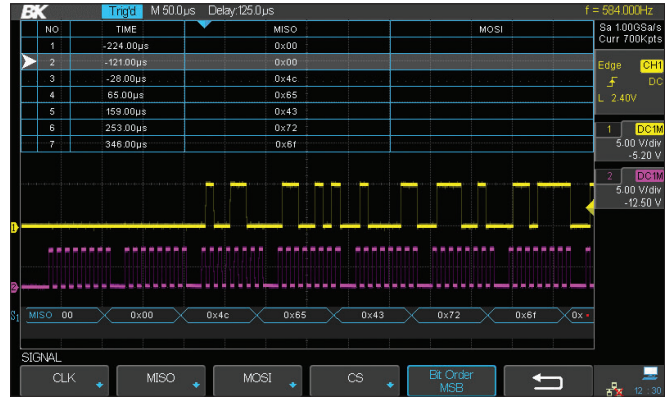 BK Trig'd M 50.0µs Delay:125.0µs f = 584.000Hz
NO TIME MISO MOSI
1 -224.00µs 0x00
2 -121.00µs 0x00
3 -28.00µs 0x4c
4 65.00µs 0x65
5 159.00µs 0x43
6 253.00µs 0x72
7 346.00µs 0x6f
Sa 1.00GSa/s
Curr 700Kpts
Edge CH1
DC
L 2.40V
1 DC1M
5.00 V/div
-5.20 V
2 DC1M
5.00 V/div
-12.50 V
1
2
S1 MISO 00 0x00 0x4c 0x65 0x43 0x72 0x6f 0x
SIGNAL
CLK MISO MOSI CS Bit Order
MSB
12:30